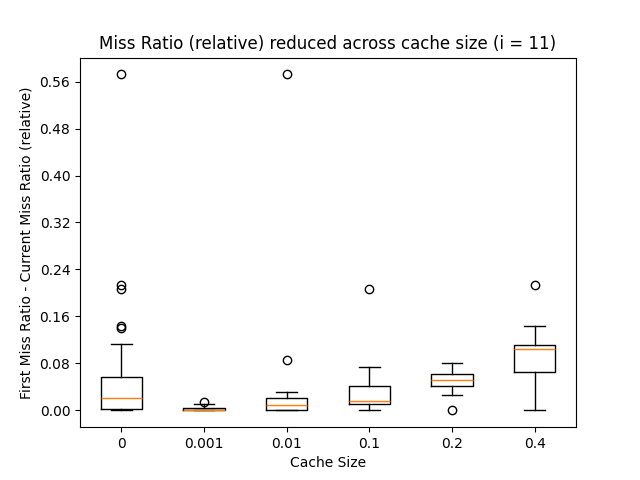 Miss Ratio (relative) reduced across cache size (i = 11)
First Miss Ratio - Current Miss Ratio (relative)
0.56
0.48
0.40
0.32
0.24
0.16
0.08
0.00
0 0.001 0.01 0.1 0.2 0.4
Cache Size